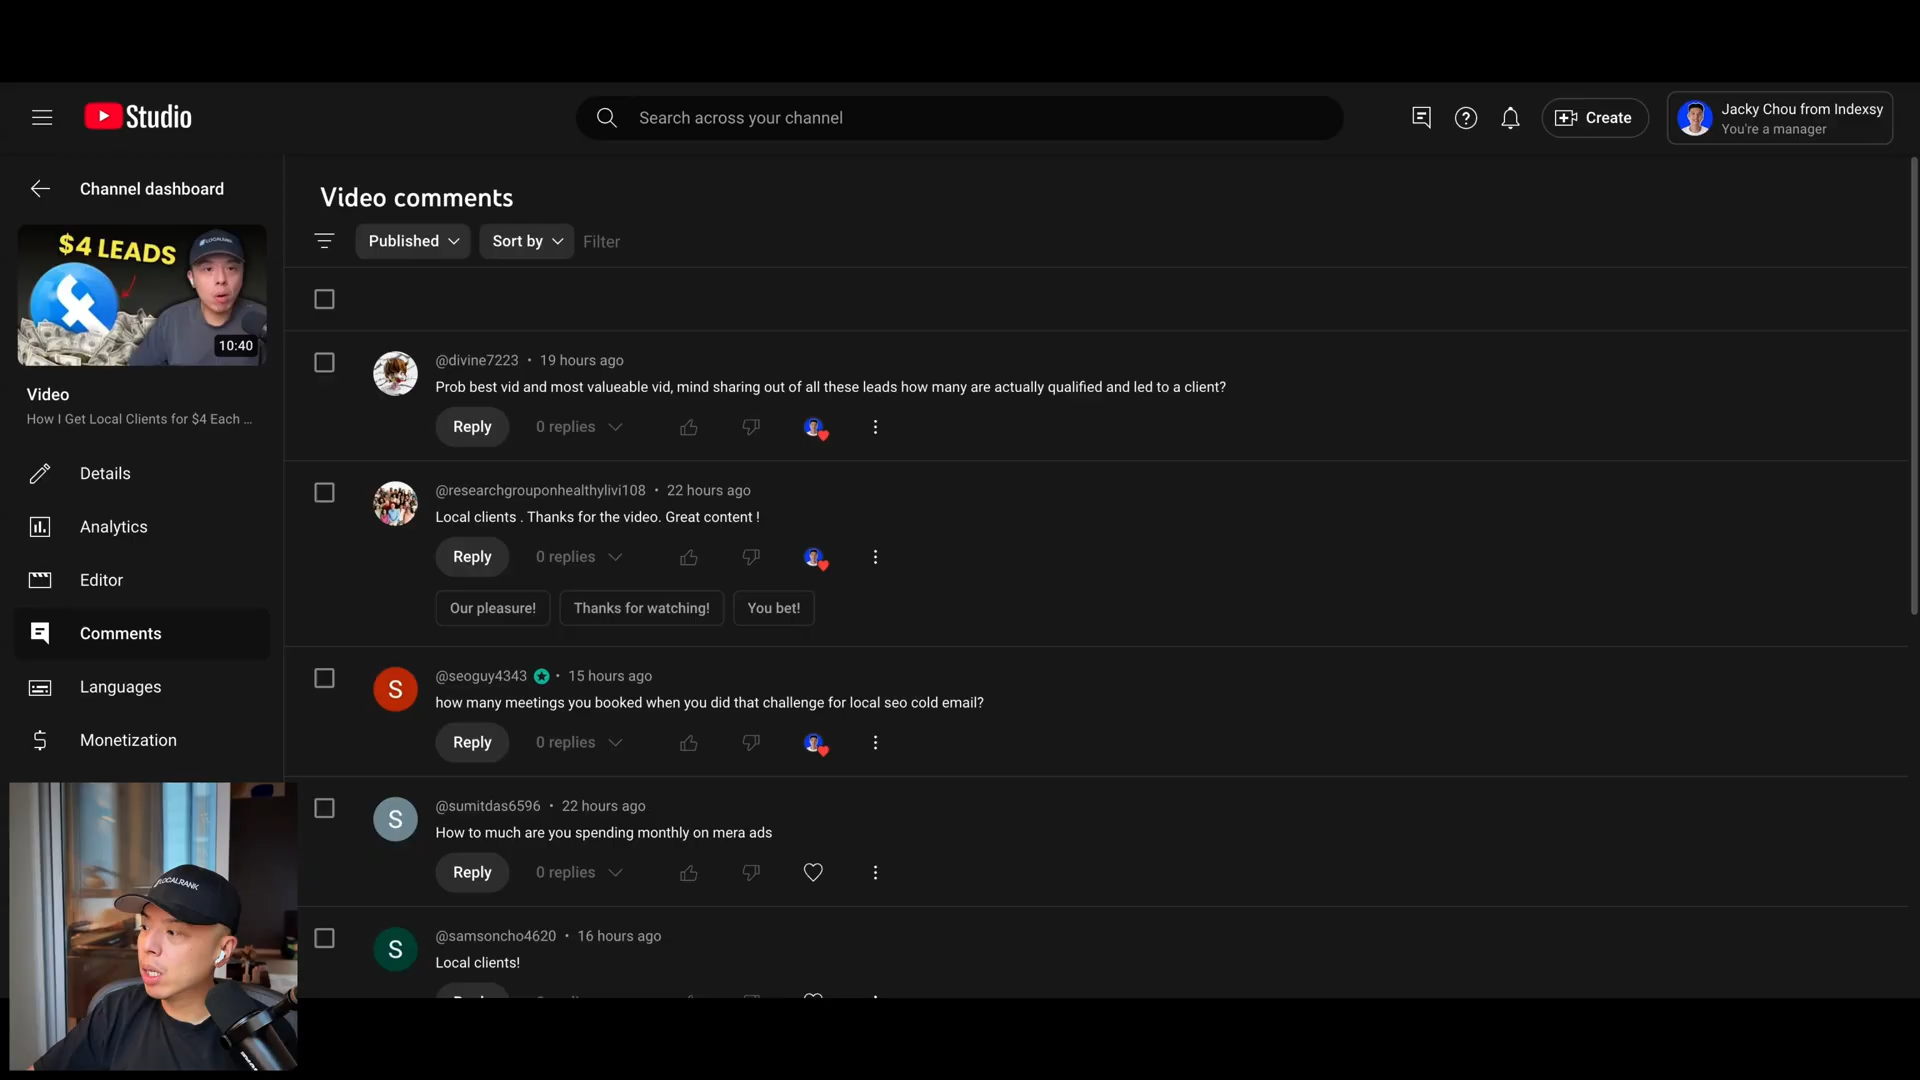 Studio
Search across your channel
Create
Jacky Chou from Indexsy
You're a manager
Channel dashboard
$4 LEADS
LOCALRANK
10:40
Video
How I Get Local Clients for $4 Each ...
Details
Analytics
Editor
Comments
Languages
Monetization
Video comments
Published
Sort by
Filter
@divine7223 • 19 hours ago
Prob best vid and most valueable vid, mind sharing out of all these leads how many are actually qualified and led to a client?
Reply
0 replies
@researchgrouponhealthylivi108 • 22 hours ago
Local clients . Thanks for the video. Great content !
Reply
0 replies
Our pleasure!
Thanks for watching!
You bet!
S
@seoguy4343 • 15 hours ago
how many meetings you booked when you did that challenge for local seo cold email?
Reply
0 replies
S
@sumitdas6596 • 22 hours ago
How to much are you spending monthly on mera ads
Reply
0 replies
S
@samsoncho4620 • 16 hours ago
Local clients!
LOCALRANK